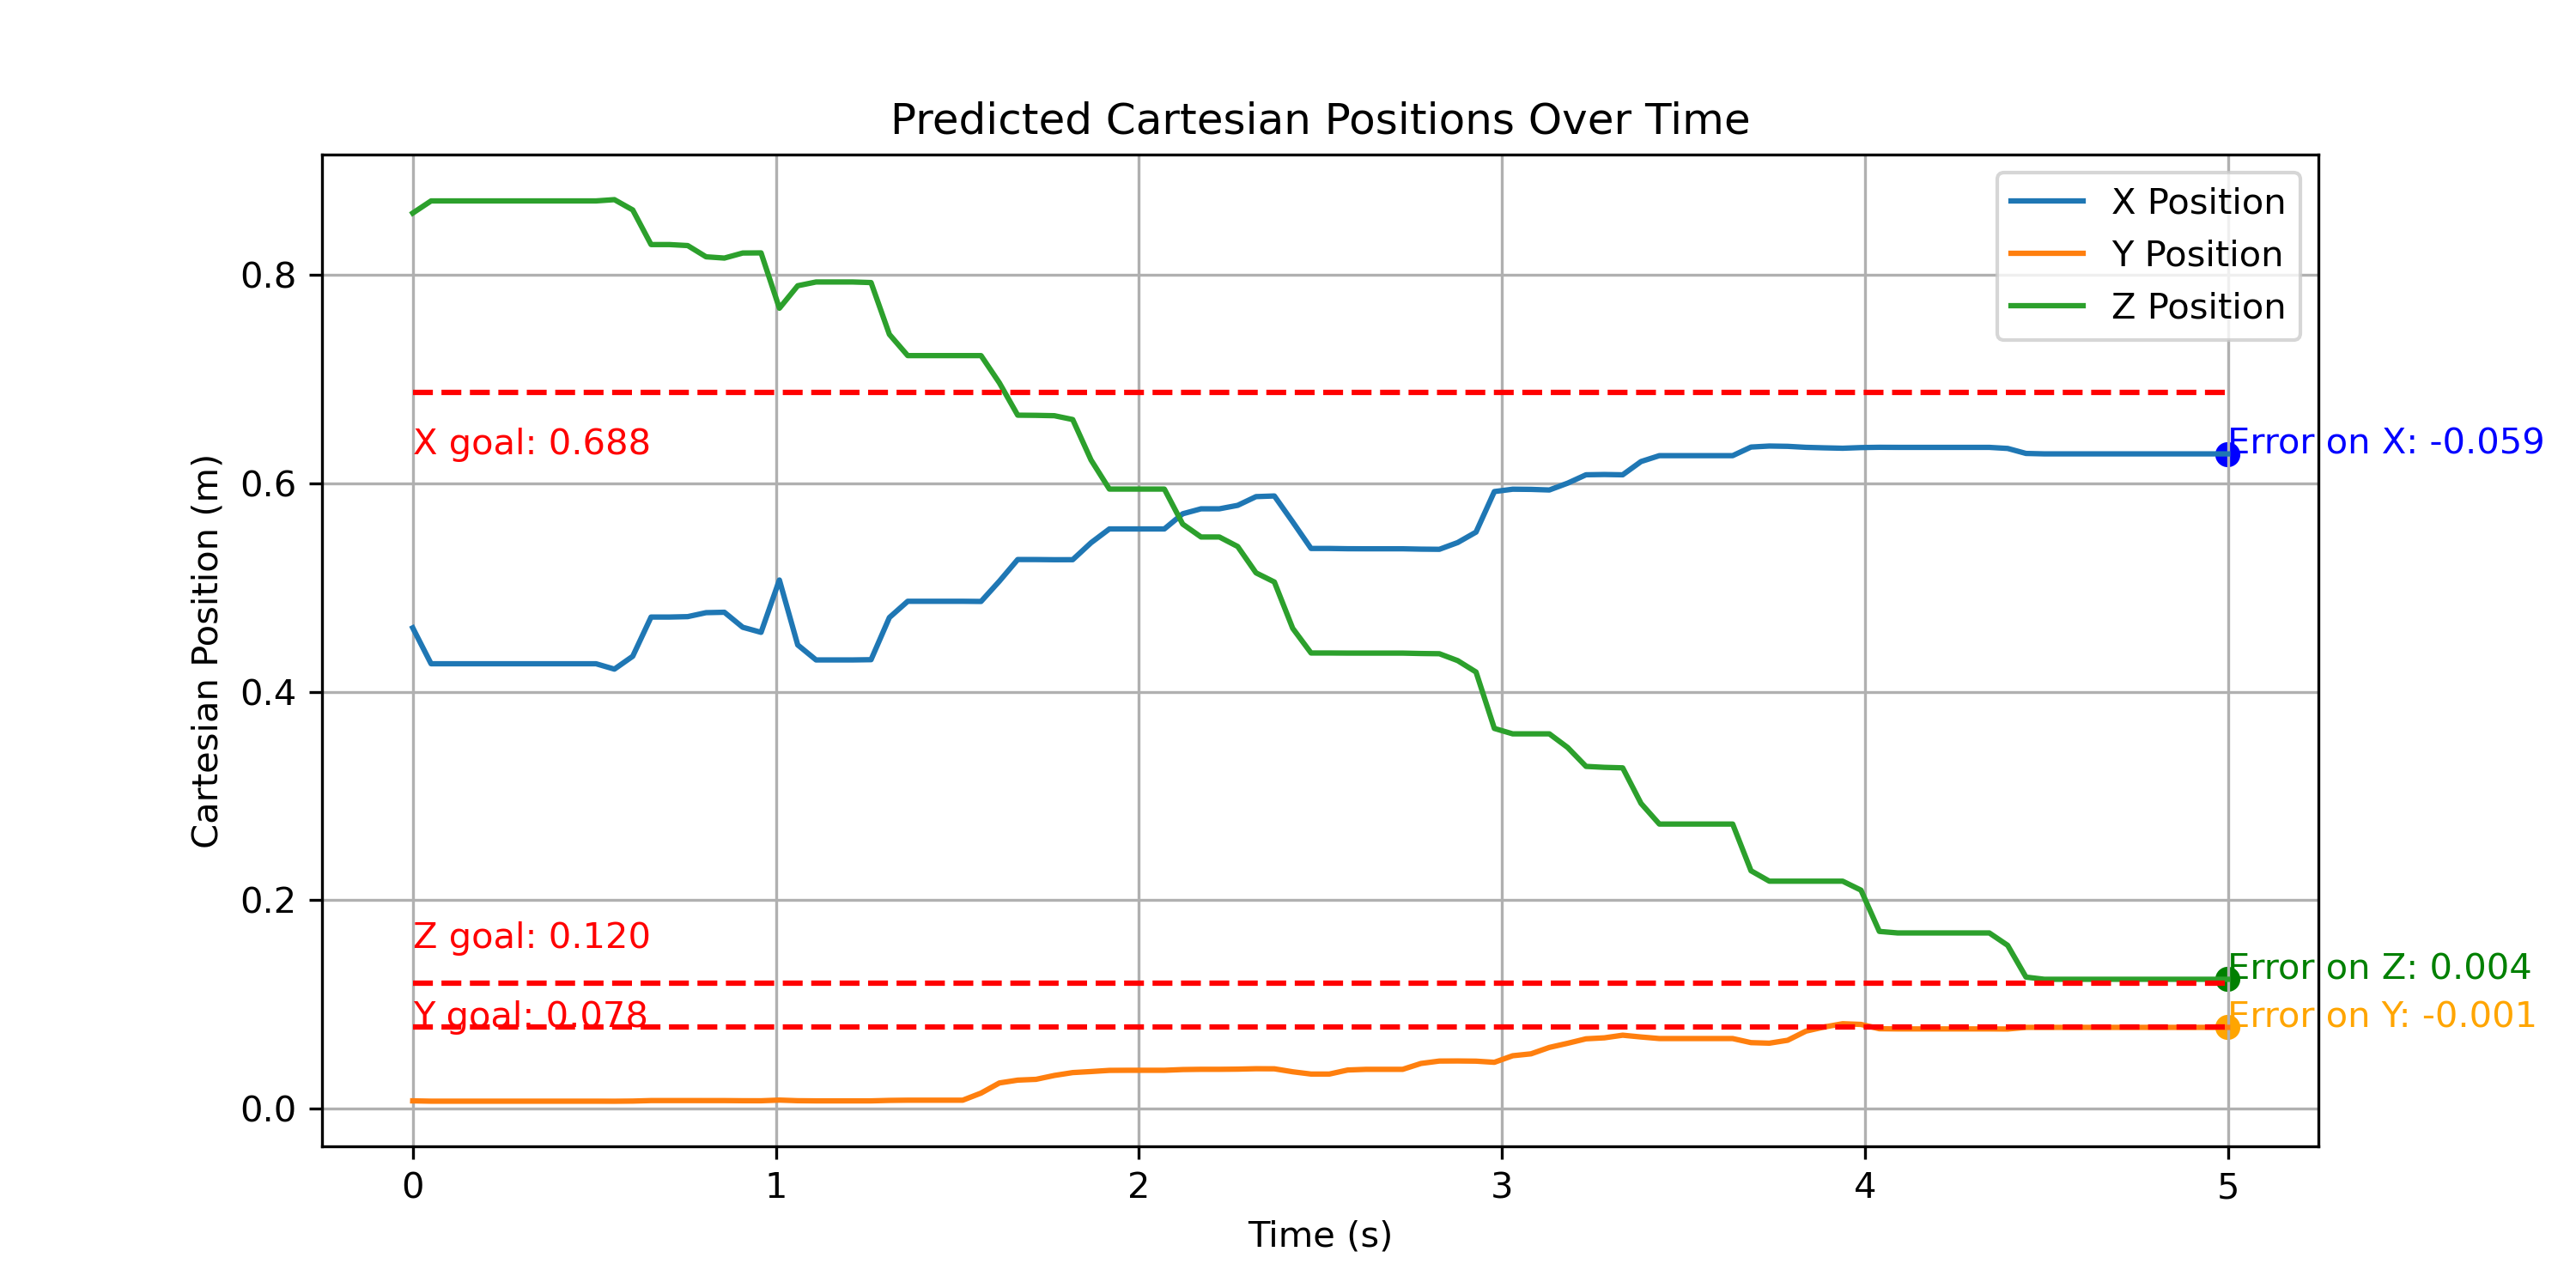 Predicted Cartesian Positions Over Time
X Position
Y Position
Z Position
Cartesian Position (m)
0.8
0.6
0.4
0.2
0.0
X goal: 0.688
Error on X: -0.059
Z goal: 0.120
Error on Z: 0.004
Y goal: 0.078
Error on Y: -0.001
0 1 2 3 4 5
Time (s)